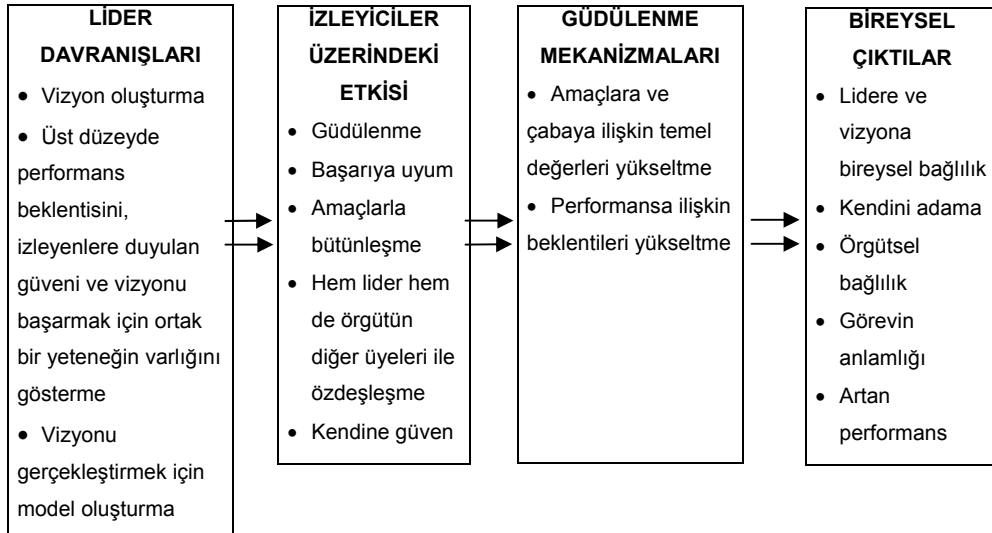 LİDER
DAVRANIŞLARI
• Vizyon oluşturma
• Üst düzeyde
performans
beklentisini,
izleyenlere duyulan
güveni ve vizyonu
başarmak için ortak
bir yeteneğin varlığını
gösterme
• Vizyonu
gerçekleştirmek için
model oluşturma
İZLEYİCİLER
ÜZERİNDEKİ
ETKİSİ
• Güdülenme
• Başarıya uyum
• Amaçlarla
bütünleşme
• Hem lider hem
de örgütün
diğer üyeleri ile
özdeşleşme
• Kendine güven
GÜDÜLENME
MEKANİZMALARI
• Amaçlara ve
çabaya ilişkin temel
değerleri yükseltme
• Performansa ilişkin
beklentileri yükseltme
BİREYSEL
ÇIKTILAR
• Lidere ve
vizyona
bireysel bağlılık
• Kendini adama
• Örgütsel
bağlılık
• Görevin
anlamlığı
• Artan
performans